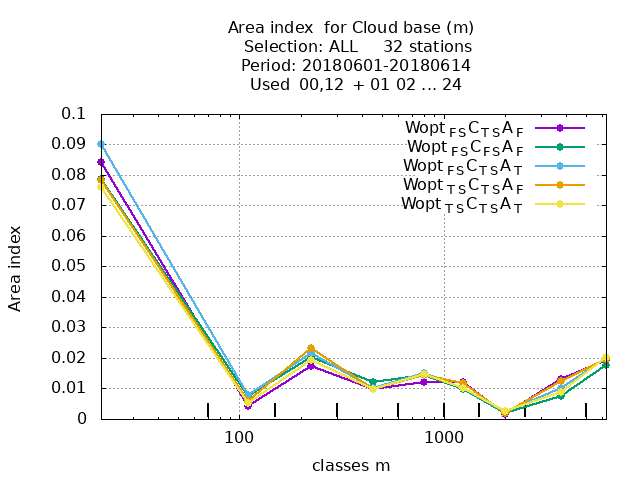 Area index  for Cloud base (m)
Selection: ALL     32 stations
Period: 20180601-20180614
Used  00,12  + 01 02 ... 24
Area index
0.1
0.09
0.08
0.07
0.06
0.05
0.04
0.03
0.02
0.01
0
Wopt FS C TS A F
Wopt FS C FS A F
Wopt FS C TS A T
Wopt TS C TS A F
Wopt TS C TS A T
100 1000
classes m